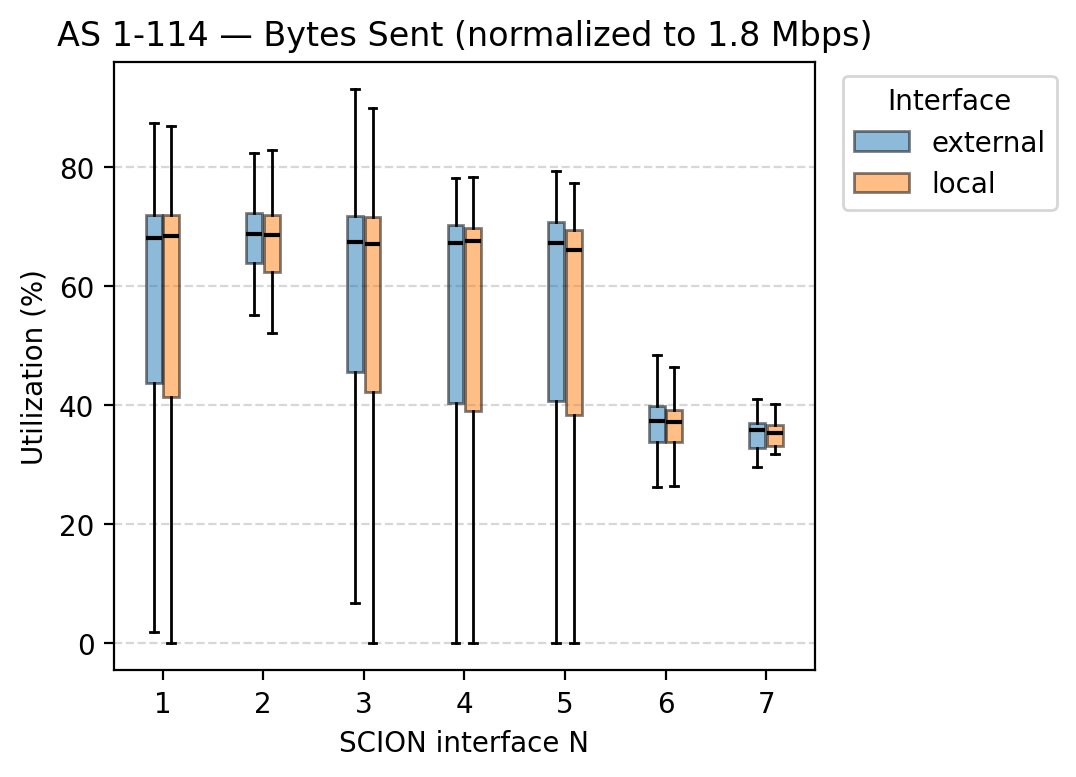 AS 1-114 — Bytes Sent (normalized to 1.8 Mbps)
Interface
external
local
Utilization (%)
80
60
40
20
0
1 2 3 4 5 6 7
SCION interface N